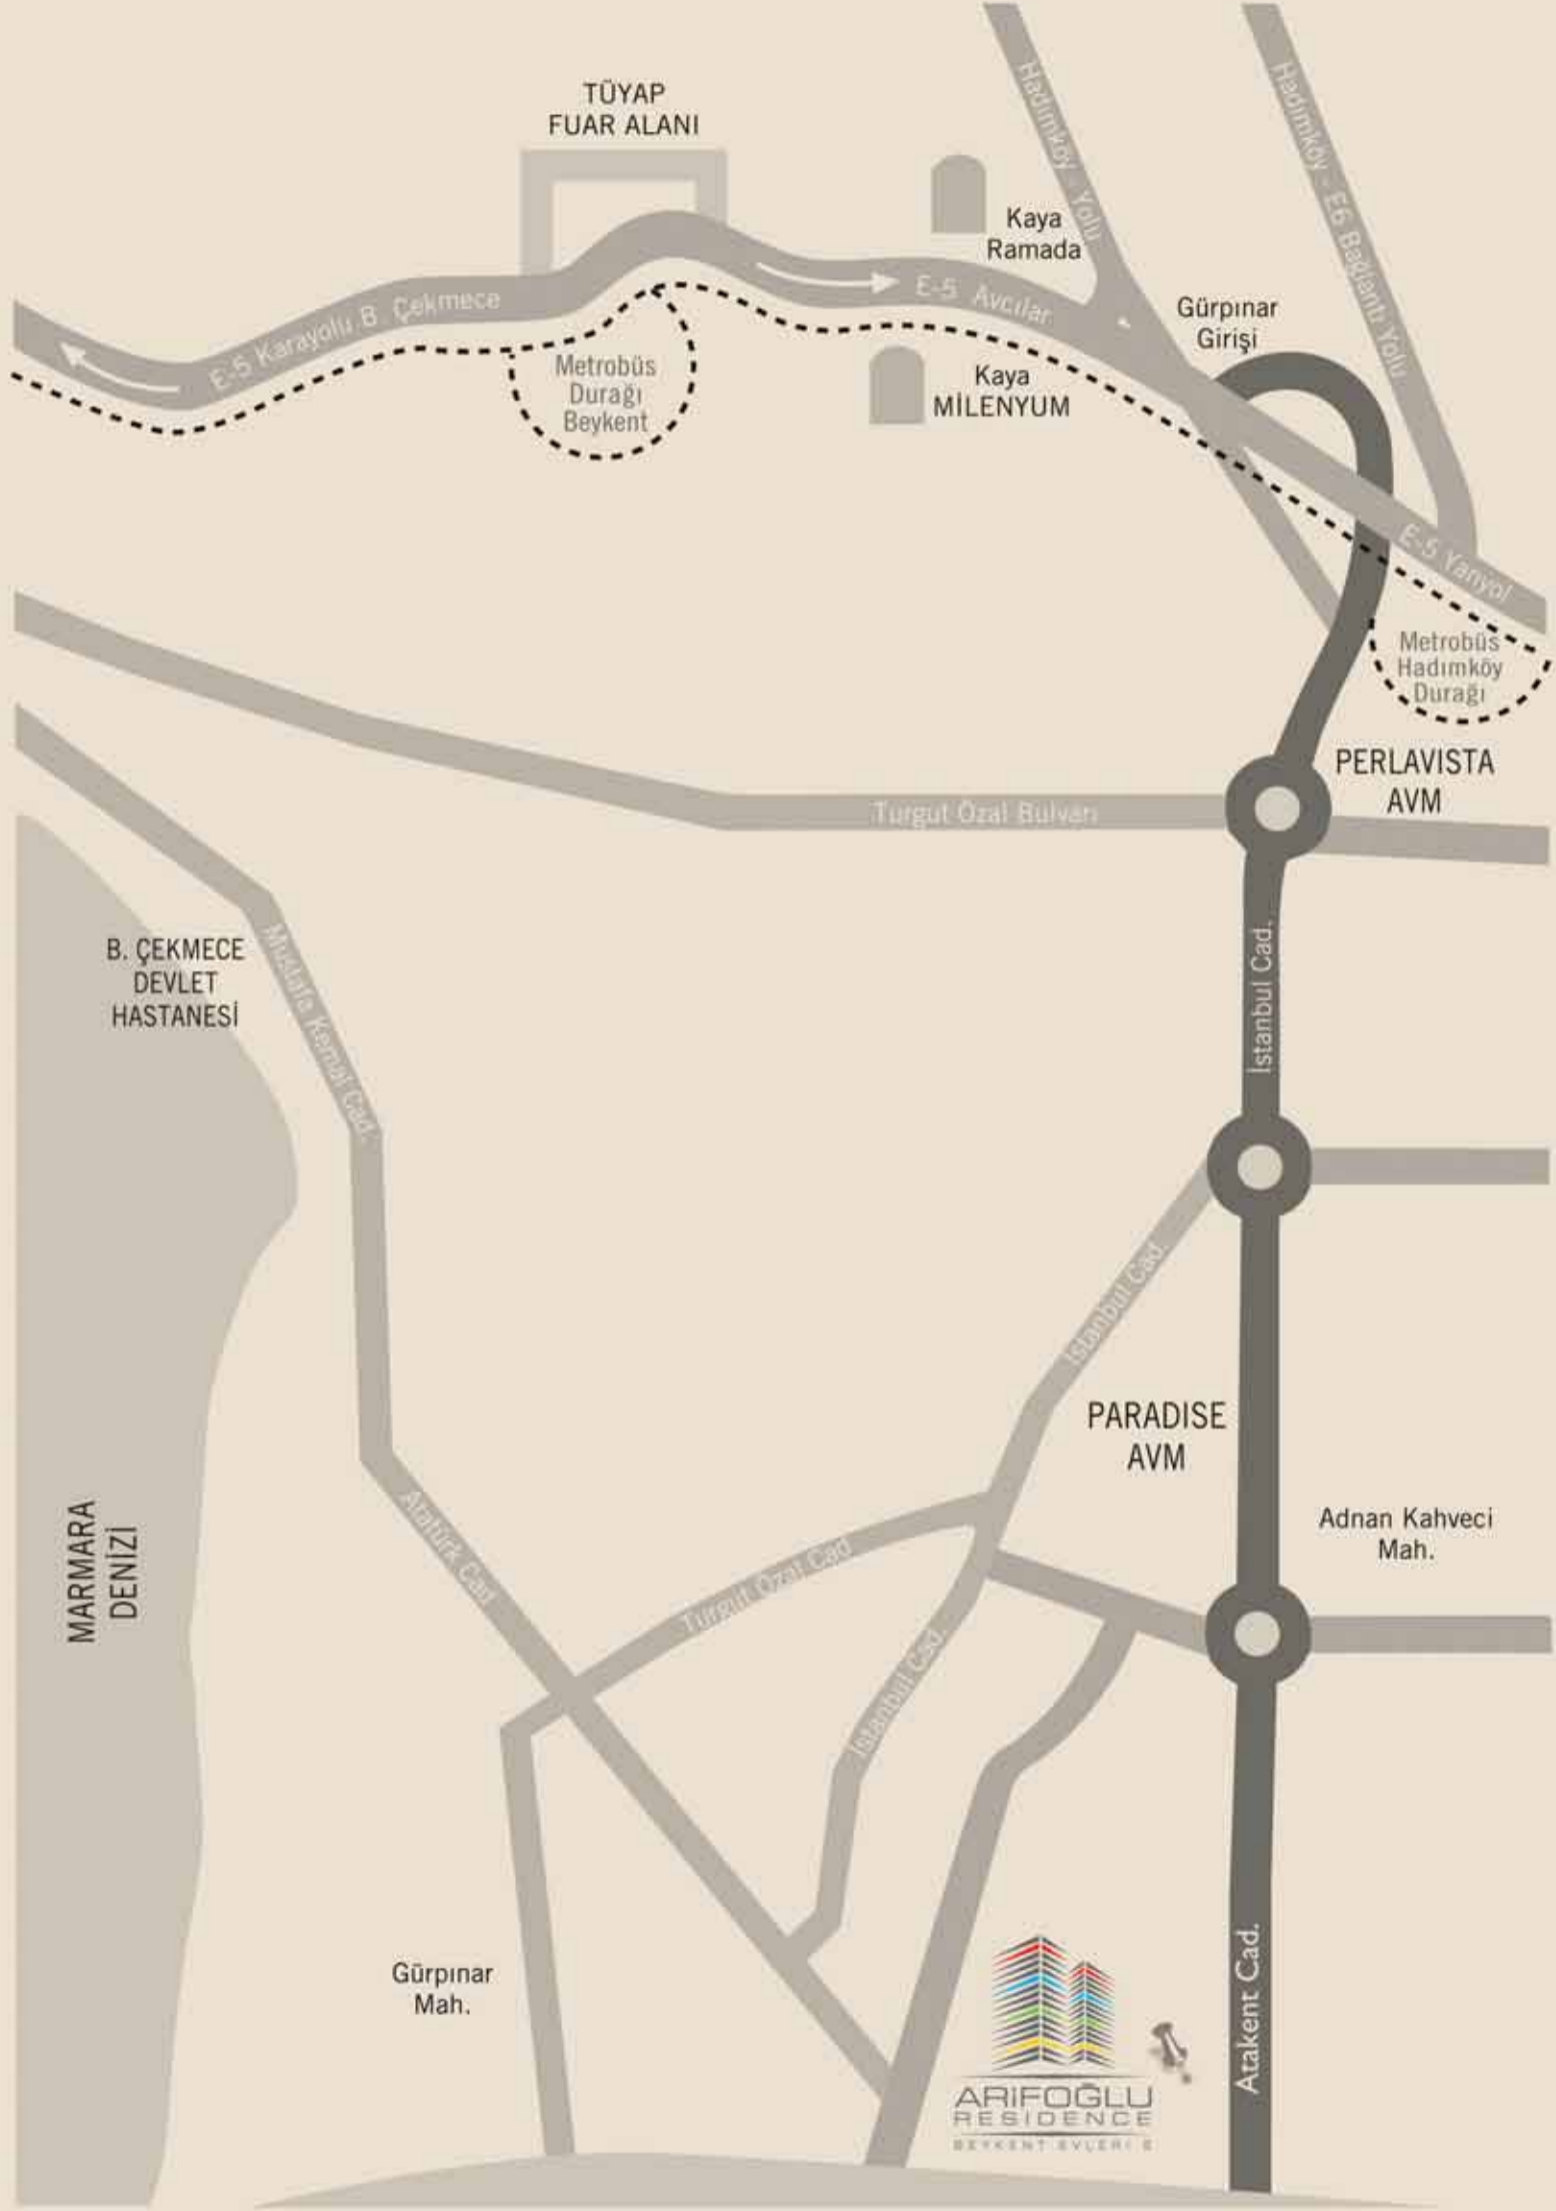 TÜYAP
FUAR ALANI
Hadımköy - Yolu
Hadımköy - E6 Bağlantı Yolu
Kaya
Ramada
E-5 Karayolu B. Çekmece
E-5 Avcılar
Gürpınar
Girişi
Metrobüs
Durağı
Beykent
Kaya
MİLENYUM
E-5 Yanyol
Metrobüs
Hadımköy
Durağı
PERLAVISTA
AVM
Turgut Özal Bulvarı
B. ÇEKMECE
DEVLET
HASTANESİ
Mustafa Kemal Cad.
İstanbul Cad.
İstanbul Cad.
PARADISE
AVM
MARMARA
DENİZİ
Atatürk Cad
Adnan Kahveci
Mah.
Turgut Özal Cad
İstanbul Cad.
Gürpınar
Mah.
Atakent Cad.
ARİFOĞLU
RESIDENCE
BEYKENT EVLERİ